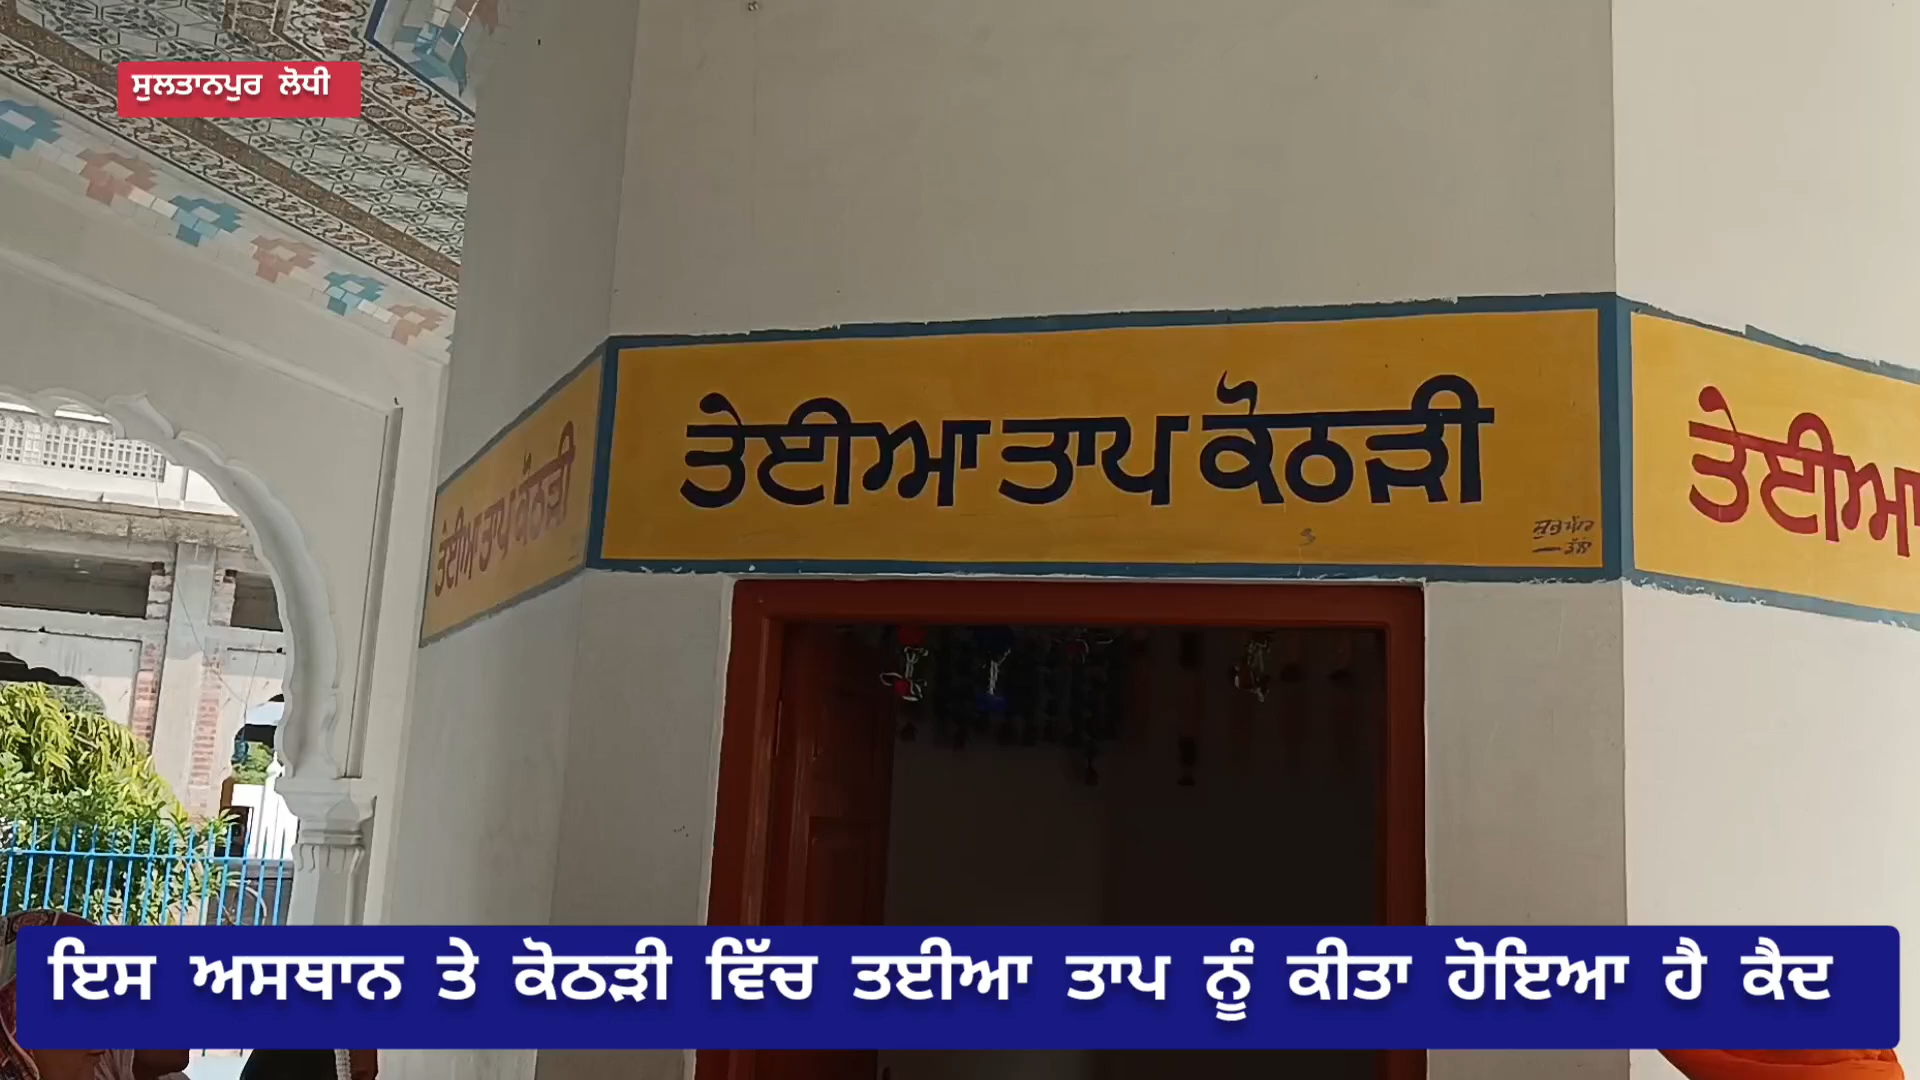 ਸੁਲਤਾਨਪੁਰ ਲੋਧੀ
ਤੇਈਆ ਤਾਪ ਕੋਠੜੀ
ਤੇਈਆ ਤਾਪ ਕੋਠੜੀ
ਤੇਈਆ
ਇਸ ਅਸਥਾਨ ਤੇ ਕੋਠੜੀ ਵਿੱਚ ਤਈਆ ਤਾਪ ਨੂੰ ਕੀਤਾ ਹੋਇਆ ਹੈ ਕੈਦ